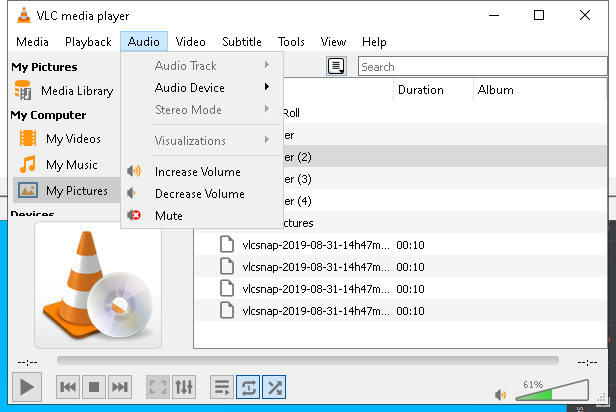 VLC media player
Media Playback Audio Video Subtitle Tools View Help
My Pictures
Media Library
My Computer
My Videos
My Music
My Pictures
Devices
Audio Track
Audio Device
Stereo Mode
Visualizations
Increase Volume
Decrease Volume
Mute
Search
Duration Album
Roll
er
er (2)
er (3)
er (4)
ctures
vlcsnap-2019-08-31-14h47m... 00:10
vlcsnap-2019-08-31-14h47m... 00:10
vlcsnap-2019-08-31-14h47m... 00:10
vlcsnap-2019-08-31-14h47m... 00:10
--:-- --:--
61%